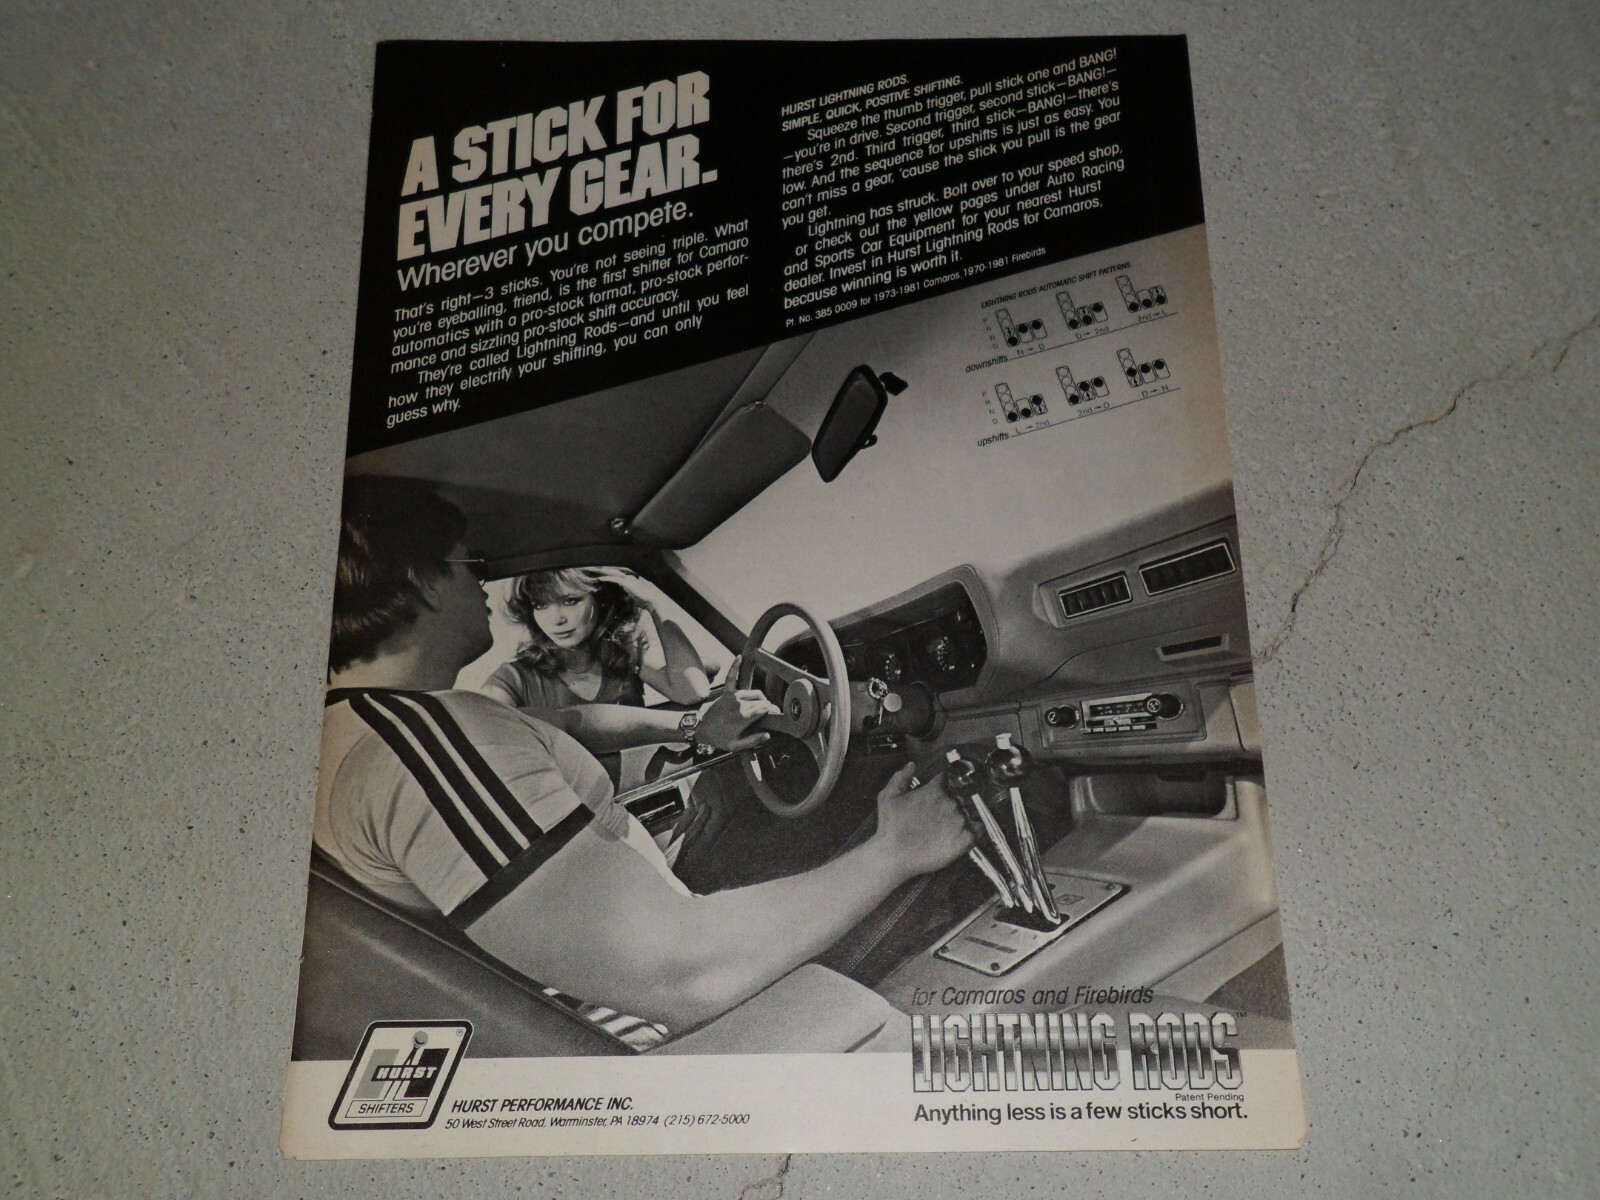 A STICK FOR
EVERY GEAR.
Wherever you compete.
That's right—3 sticks. You're not seeing triple. What
you're eyeballing, friend, is the first shifter for Camaro
automatics with a pro-stock format, pro-stock perfor-
mance and sizzling pro-stock shift accuracy.
They're called Lightning Rods—and until you feel
how they electrify your shifting, you can only
guess why.
HURST LIGHTNING RODS.
SIMPLE, QUICK, POSITIVE SHIFTING.
Squeeze the thumb trigger, pull stick one and BANG!
—you're in drive. Second trigger, second stick—BANG!—
there's 2nd. Third trigger, third stick—BANG!—there's
low. And the sequence for upshifts is just as easy. You
can't miss a gear, 'cause the stick you pull is the gear
you get.
Lightning has struck. Bolt over to your speed shop,
or check out the yellow pages under Auto Racing
and Sports Car Equipment for your nearest Hurst
dealer. Invest in Hurst Lightning Rods for Camaros,
because winning is worth it.
Pt. No. 385 0009 for 1973-1981 Camaros, 1970-1981 Firebirds
LIGHTNING RODS AUTOMATIC SHIFT PATTERNS
P
R
N
D
downshifts N → D D → 2nd 2nd → L
P
R
N
D
upshifts L → 2nd 2nd → D D → N
for Camaros and Firebirds
LIGHTNING RODS™
Patent Pending
Anything less is a few sticks short.
HURST
SHIFTERS
®
HURST PERFORMANCE INC.
50 West Street Road, Warminster, PA 18974 (215) 672-5000